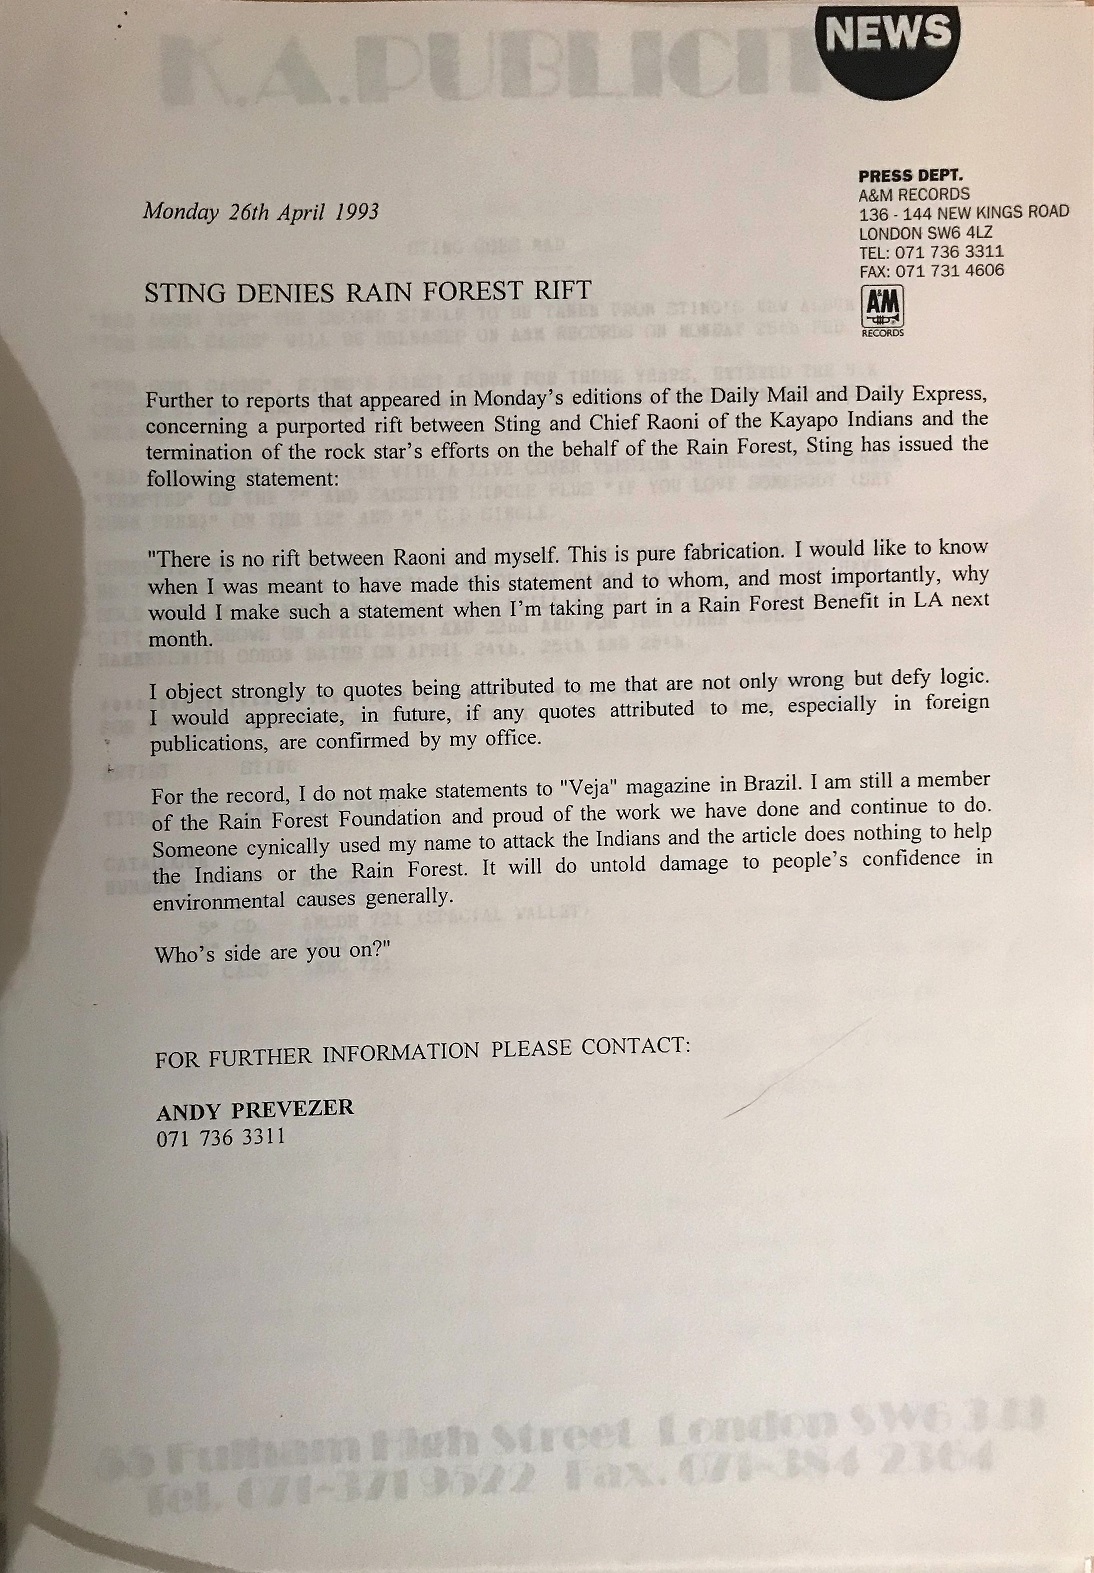 K.A.PUBLICIT
NEWS
PRESS DEPT.
A&M RECORDS
136 - 144 NEW KINGS ROAD
LONDON SW6 4LZ
TEL: 071 736 3311
FAX: 071 731 4606
A&M
RECORDS
Monday 26th April 1993
STING DENIES RAIN FOREST RIFT
Further to reports that appeared in Monday's editions of the Daily Mail and Daily Express,
concerning a purported rift between Sting and Chief Raoni of the Kayapo Indians and the
termination of the rock star's efforts on the behalf of the Rain Forest, Sting has issued the
following statement:
"There is no rift between Raoni and myself. This is pure fabrication. I would like to know
when I was meant to have made this statement and to whom, and most importantly, why
would I make such a statement when I'm taking part in a Rain Forest Benefit in LA next
month.
I object strongly to quotes being attributed to me that are not only wrong but defy logic.
I would appreciate, in future, if any quotes attributed to me, especially in foreign
publications, are confirmed by my office.
For the record, I do not make statements to "Veja" magazine in Brazil. I am still a member
of the Rain Forest Foundation and proud of the work we have done and continue to do.
Someone cynically used my name to attack the Indians and the article does nothing to help
the Indians or the Rain Forest. It will do untold damage to people's confidence in
environmental causes generally.
Who's side are you on?"
FOR FURTHER INFORMATION PLEASE CONTACT:
ANDY PREVEZER
071 736 3311
Fulham High Street London SW6
Tel. Fax.